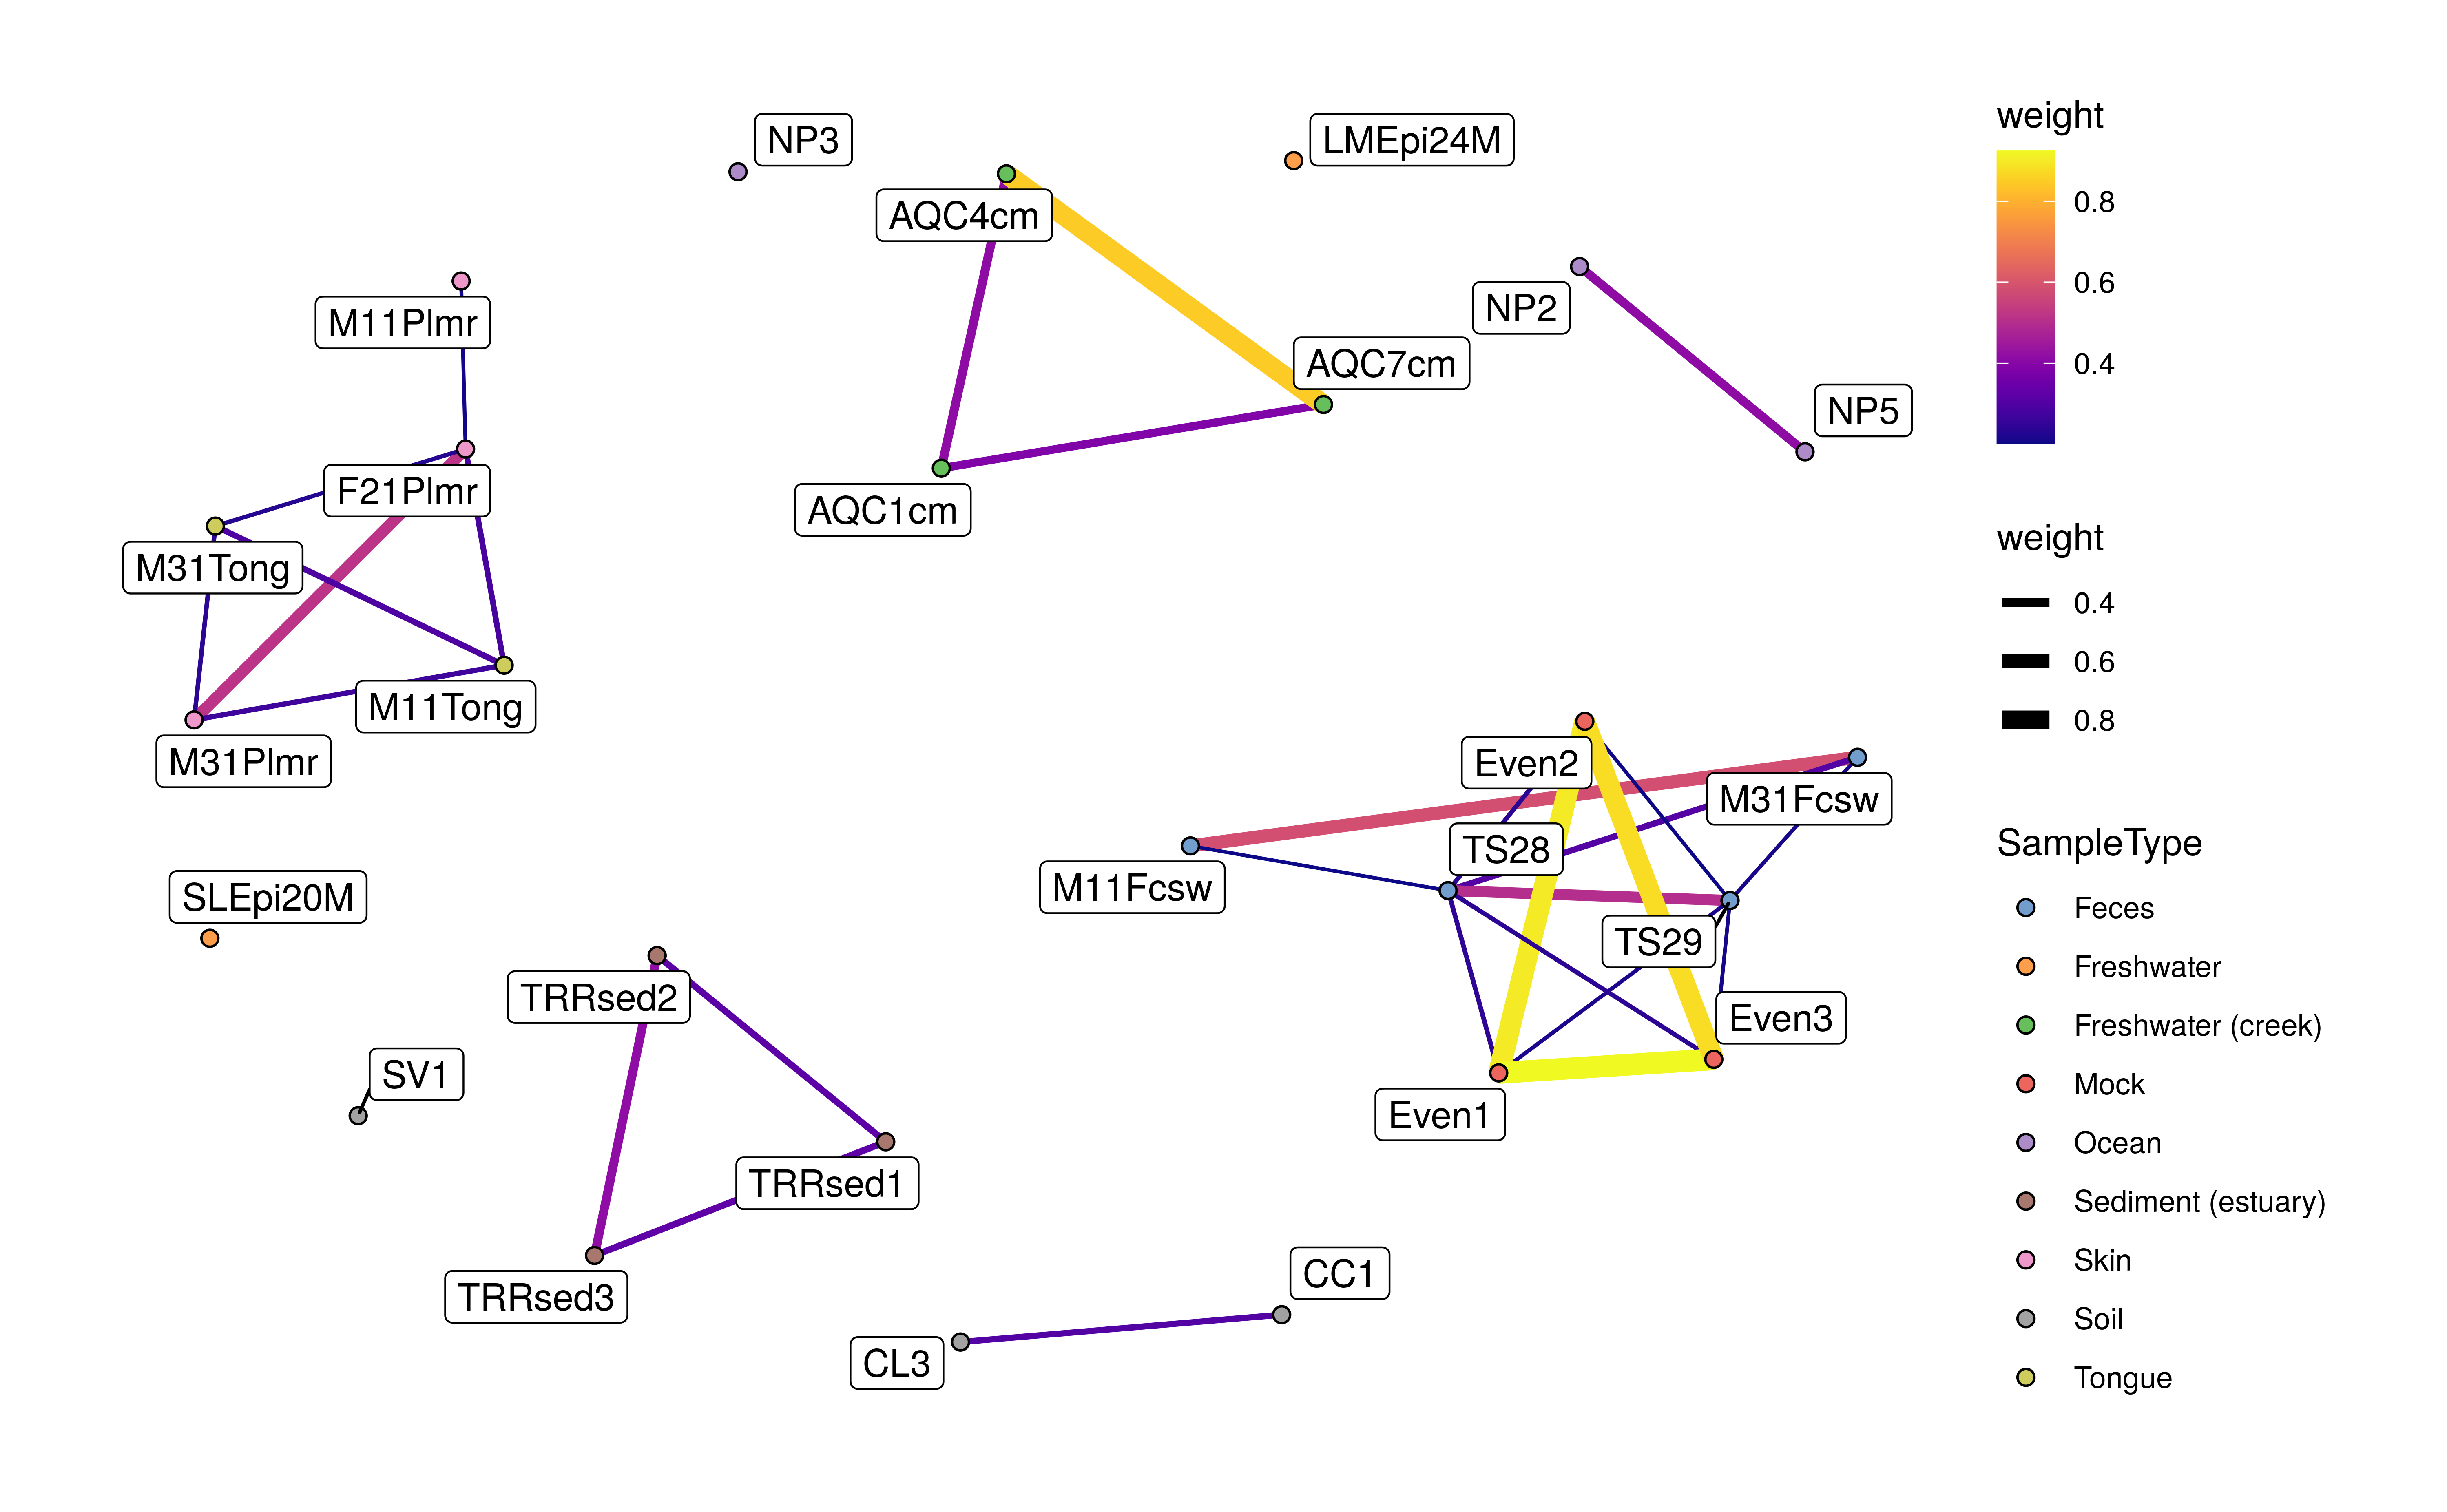 NP3
LMEpi24M
AQC4cm
M11Plmr
NP2
AQC7cm
NP5
F21Plmr
AQC1cm
M31Tong
M11Tong
M31Plmr
Even2
M31Fcsw
TS28
M11Fcsw
SLEpi20M
TS29
TRRsed2
Even3
SV1
Even1
TRRsed1
CC1
TRRsed3
CL3
weight
0.8
0.6
0.4
weight
0.4
0.6
0.8
SampleType
Feces
Freshwater
Freshwater (creek)
Mock
Ocean
Sediment (estuary)
Skin
Soil
Tongue